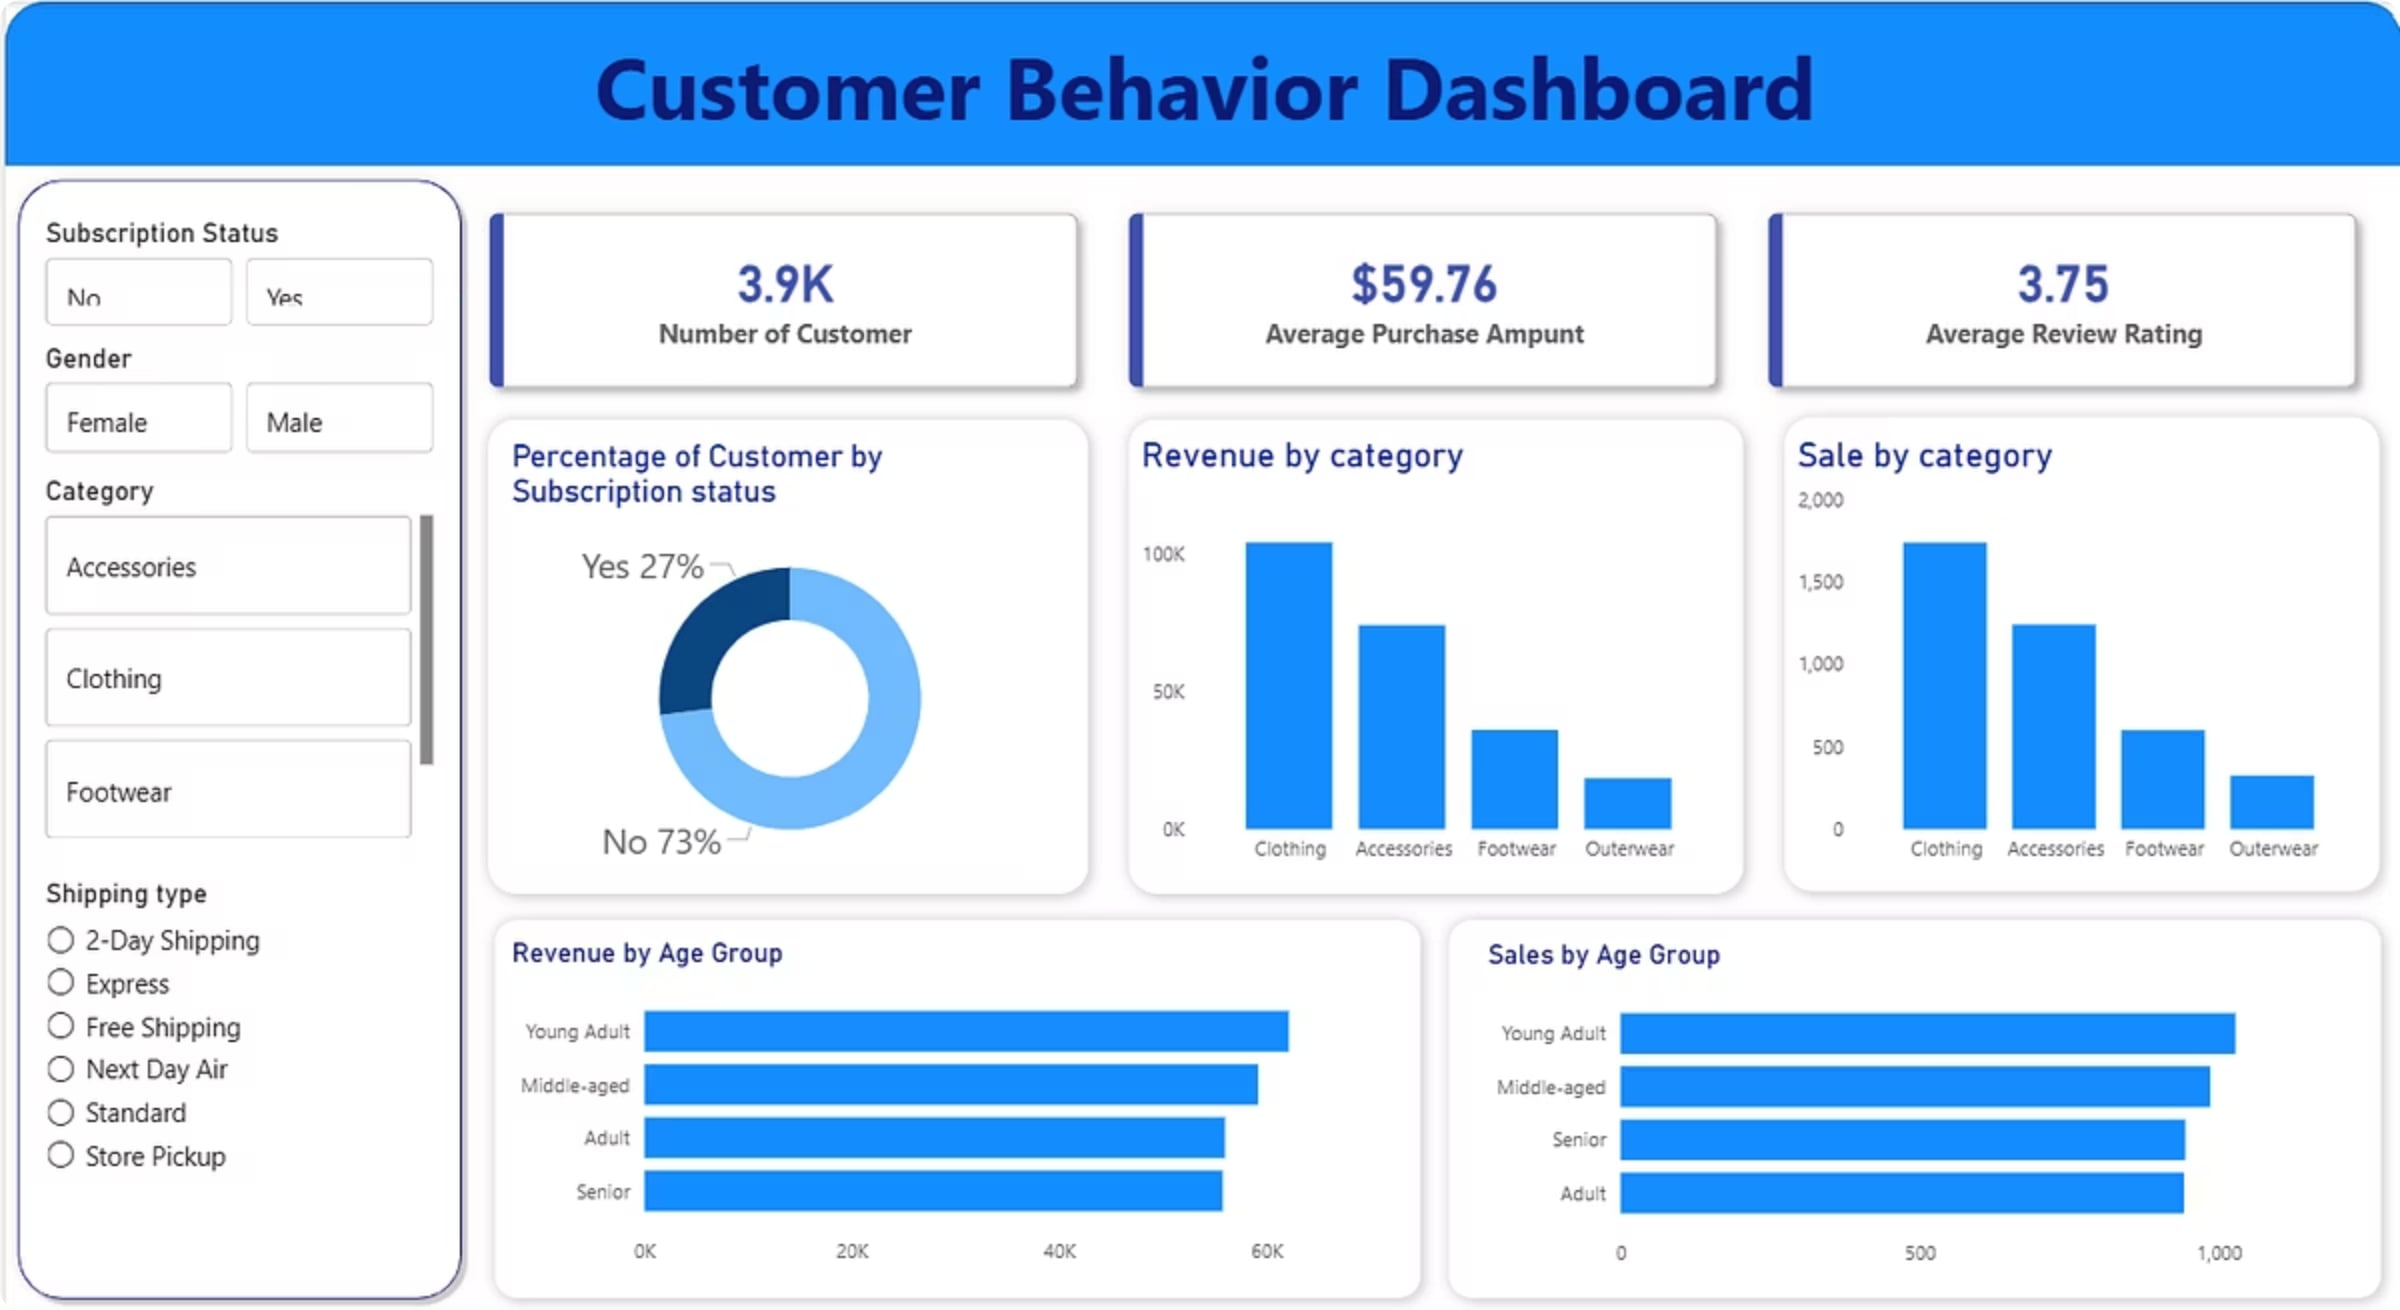 Customer Behavior Dashboard
Subscription Status
No
Yes
Gender
Female
Male
Category
Accessories
Clothing
Footwear
Shipping type
2-Day Shipping
Express
Free Shipping
Next Day Air
Standard
Store Pickup
3.9K
Number of Customer
$59.76
Average Purchase Ampunt
3.75
Average Review Rating
Percentage of Customer by
Subscription status
Yes 27%
No 73%
Revenue by category
100K
50K
0K
Clothing Accessories Footwear Outerwear
Sale by category
2,000
1,500
1,000
500
0
Clothing Accessories Footwear Outerwear
Revenue by Age Group
Young Adult
Middle-aged
Adult
Senior
0K 20K 40K 60K
Sales by Age Group
Young Adult
Middle-aged
Senior
Adult
0 500 1,000